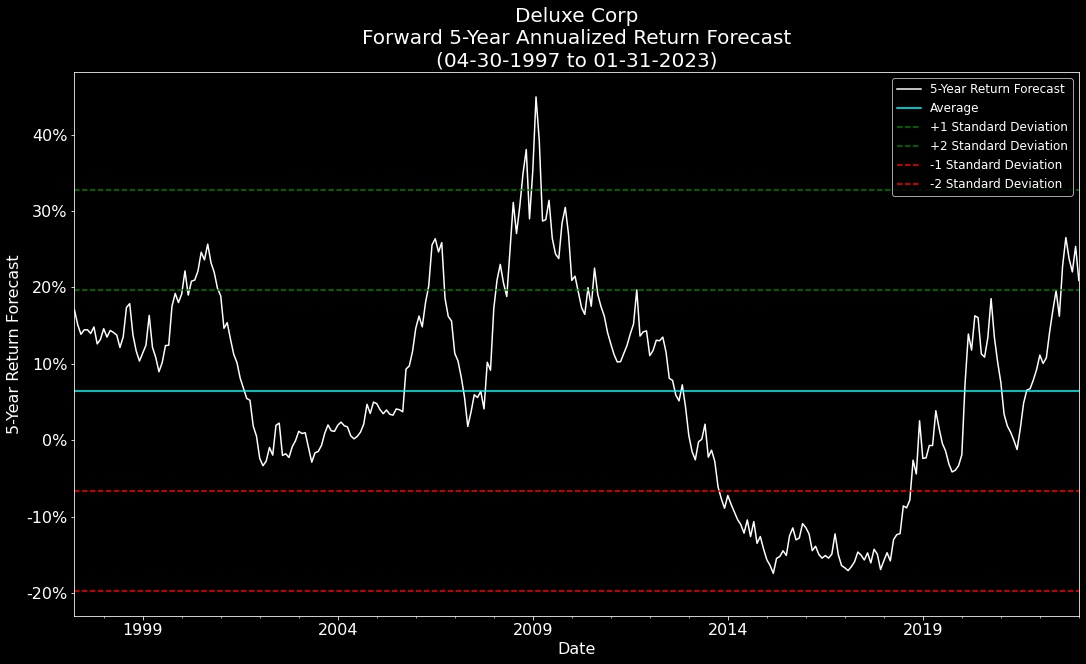 Deluxe Corp
Forward 5-Year Annualized Return Forecast
(04-30-1997 to 01-31-2023)
5-Year Return Forecast
Average
+1 Standard Deviation
+2 Standard Deviation
-1 Standard Deviation
-2 Standard Deviation
5-Year Return Forecast
40%
30%
20%
10%
0%
-10%
-20%
1999
2004
2009
2014
2019
Date